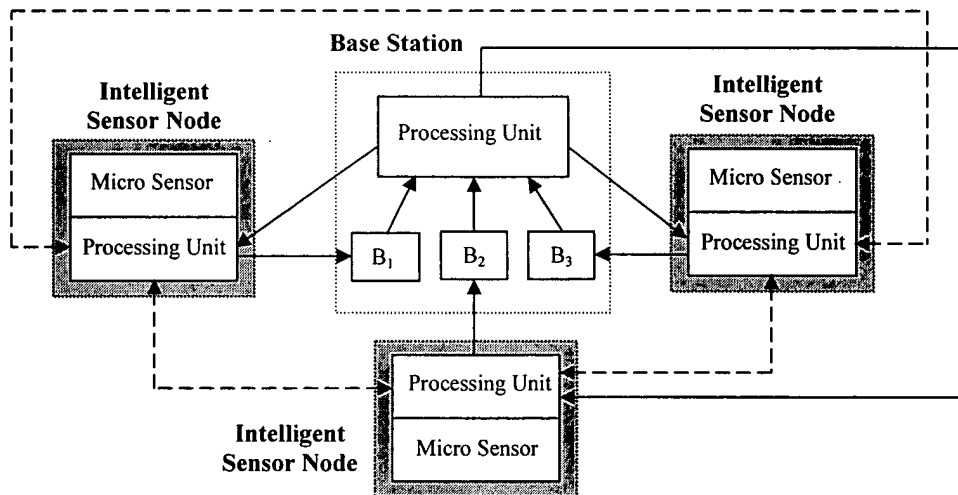 Base Station
Intelligent
Sensor Node
Intelligent
Sensor Node
Processing Unit
Micro Sensor
Processing Unit
Micro Sensor
Processing Unit
B₁
B₂
B₃
Processing Unit
Micro Sensor
Intelligent
Sensor Node